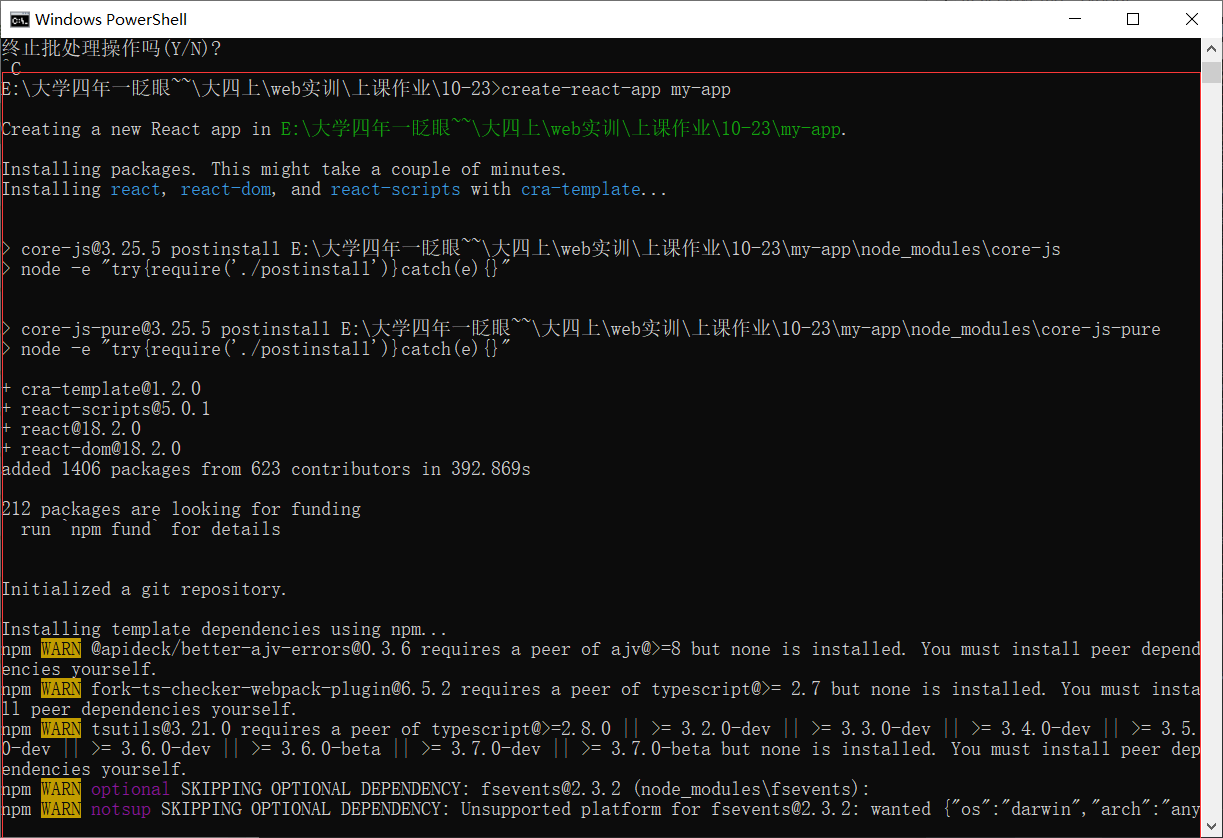 Windows PowerShell
终止批处理操作吗(Y/N)?
^C
E:\大学四年一眨眼~~\大四上\web实训\上课作业\10-23>create-react-app my-app
Creating a new React app in E:\大学四年一眨眼~~\大四上\web实训\上课作业\10-23\my-app.
Installing packages. This might take a couple of minutes.
Installing react, react-dom, and react-scripts with cra-template...
> core-js@3.25.5 postinstall E:\大学四年一眨眼~~\大四上\web实训\上课作业\10-23\my-app\node_modules\core-js
> node -e "try{require('./postinstall')}catch(e){}"
> core-js-pure@3.25.5 postinstall E:\大学四年一眨眼~~\大四上\web实训\上课作业\10-23\my-app\node_modules\core-js-pure
> node -e "try{require('./postinstall')}catch(e){}"
+ cra-template@1.2.0
+ react-scripts@5.0.1
+ react@18.2.0
+ react-dom@18.2.0
added 1406 packages from 623 contributors in 392.869s
212 packages are looking for funding
run `npm fund` for details
Initialized a git repository.
Installing template dependencies using npm...
npm WARN @apideck/better-ajv-errors@0.3.6 requires a peer of ajv@>=8 but none is installed. You must install peer depend
encies yourself.
npm WARN fork-ts-checker-webpack-plugin@6.5.2 requires a peer of typescript@>= 2.7 but none is installed. You must insta
ll peer dependencies yourself.
npm WARN tsutils@3.21.0 requires a peer of typescript@>=2.8.0 || >= 3.2.0-dev || >= 3.3.0-dev || >= 3.4.0-dev || >= 3.5.
0-dev || >= 3.6.0-dev || >= 3.6.0-beta || >= 3.7.0-dev || >= 3.7.0-beta but none is installed. You must install peer dep
endencies yourself.
npm WARN optional SKIPPING OPTIONAL DEPENDENCY: fsevents@2.3.2 (node_modules\fsevents):
npm WARN notsup SKIPPING OPTIONAL DEPENDENCY: Unsupported platform for fsevents@2.3.2: wanted {"os":"darwin","arch":"any